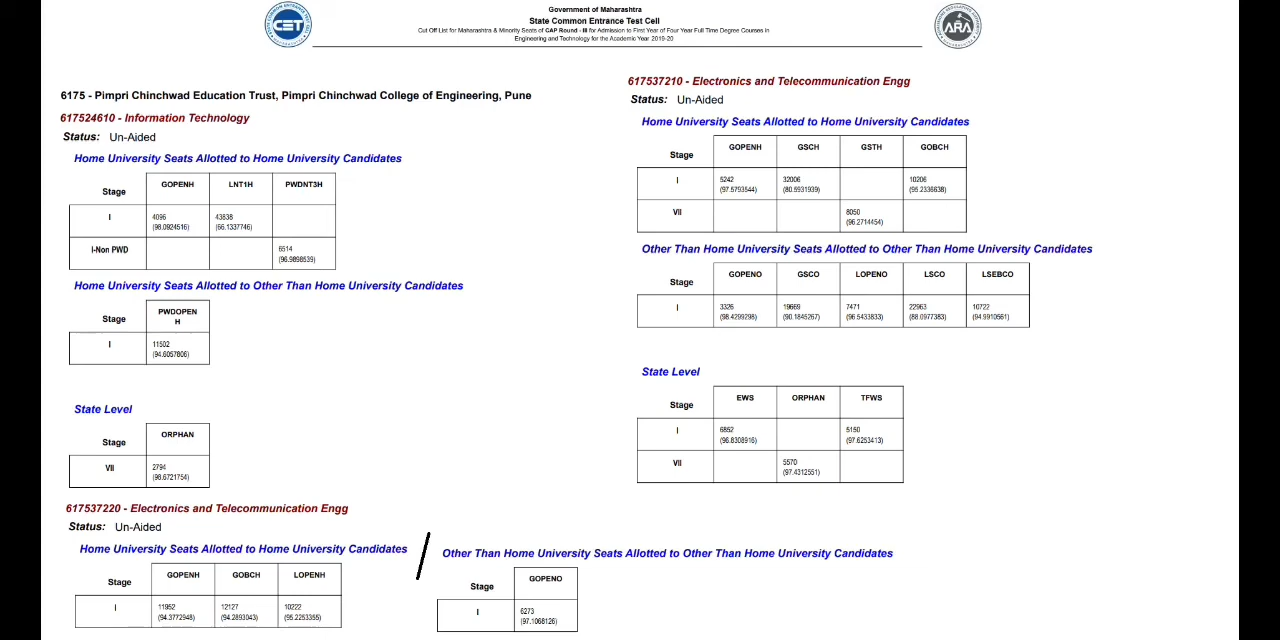 Government of Maharashtra
State Common Entrance Test Cell
Cut Off List for Maharashtra & Minority Seats of CAP Round - III for Admission to First Year of Four Year Full Time Degree Courses in
Engineering and Technology for the Academic Year 2019-20
CET
ARA
6175 - Pimpri Chinchwad Education Trust, Pimpri Chinchwad College of Engineering, Pune
617524610 - Information Technology
Status: Un-Aided
Home University Seats Allotted to Home University Candidates
Stage GOPENH LNT1H PWDNT3H
I 4096 43838
(98.0924516) (66.1337746)
I-Non PWD 6514
(96.9898539)
Home University Seats Allotted to Other Than Home University Candidates
Stage PWDOPEN
H
I 11502
(94.6057806)
State Level
Stage ORPHAN
VII 2794
(98.6721754)
617537210 - Electronics and Telecommunication Engg
Status: Un-Aided
Home University Seats Allotted to Home University Candidates
Stage GOPENH GSCH GSTH GOBCH
I 5242 32006 10206
(97.5793544) (80.5931939) (95.2336638)
VII 8050
(96.2714454)
Other Than Home University Seats Allotted to Other Than Home University Candidates
Stage GOPENO GSCO LOPENO LSCO LSEBCO
I 3326 19669 7471 22963 10722
(98.4299298) (90.1845267) (96.5433833) (88.0977383) (94.9910561)
State Level
Stage EWS ORPHAN TFWS
I 6852 5150
(96.8308916) (97.6253413)
VII 5570
(97.4312551)
617537220 - Electronics and Telecommunication Engg
Status: Un-Aided
Home University Seats Allotted to Home University Candidates
Stage GOPENH GOBCH LOPENH
I 11952 12127 10222
(94.3772948) (94.2893043) (95.2253355)
Other Than Home University Seats Allotted to Other Than Home University Candidates
Stage GOPENO
I 6273
(97.1068126)